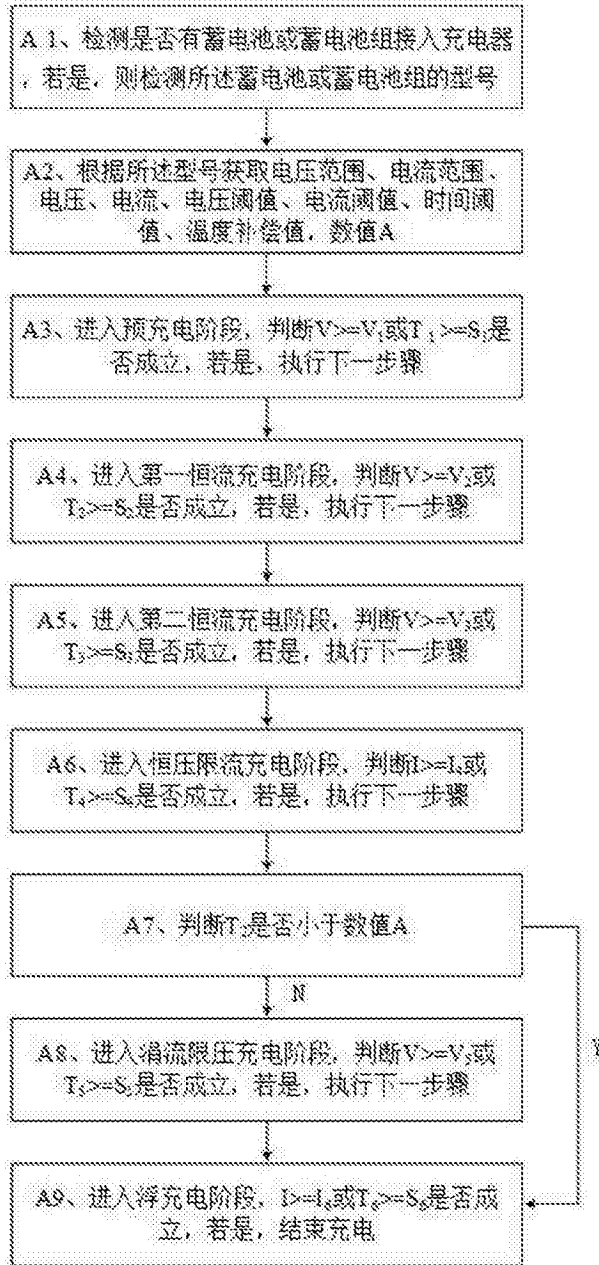 A 1、检测是否有蓄电池或蓄电池组接入充电器
,若是，则检测所述蓄电池或蓄电池组的型号
A2、根据所述型号获取电压范围、电流范围、
电压、电流、电压阈值、电流阈值、时间阈
值、温度补偿值，数值A
A3、进入预充电阶段，判断V>=V₁或T₁>=S₁是
否成立，若是，执行下一步骤
A4、进入第一恒流充电阶段，判断V>=V₂或
T₂>=S₂是否成立，若是，执行下一步骤
A5、进入第二恒流充电阶段，判断V>=V₃或
T₃>=S₃是否成立，若是，执行下一步骤
A6、进入恒压限流充电阶段，判断I>=I₄或
T₄>=S₄是否成立，若是，执行下一步骤
A7、判断T₂是否小于数值A
N
Y
A8、进入涓流限压充电阶段，判断V>=V₅或
T₅>=S₅是否成立，若是，执行下一步骤
A9、进入浮充电阶段，I>=I₆或T₆>=S₆是否成
立，若是，结束充电